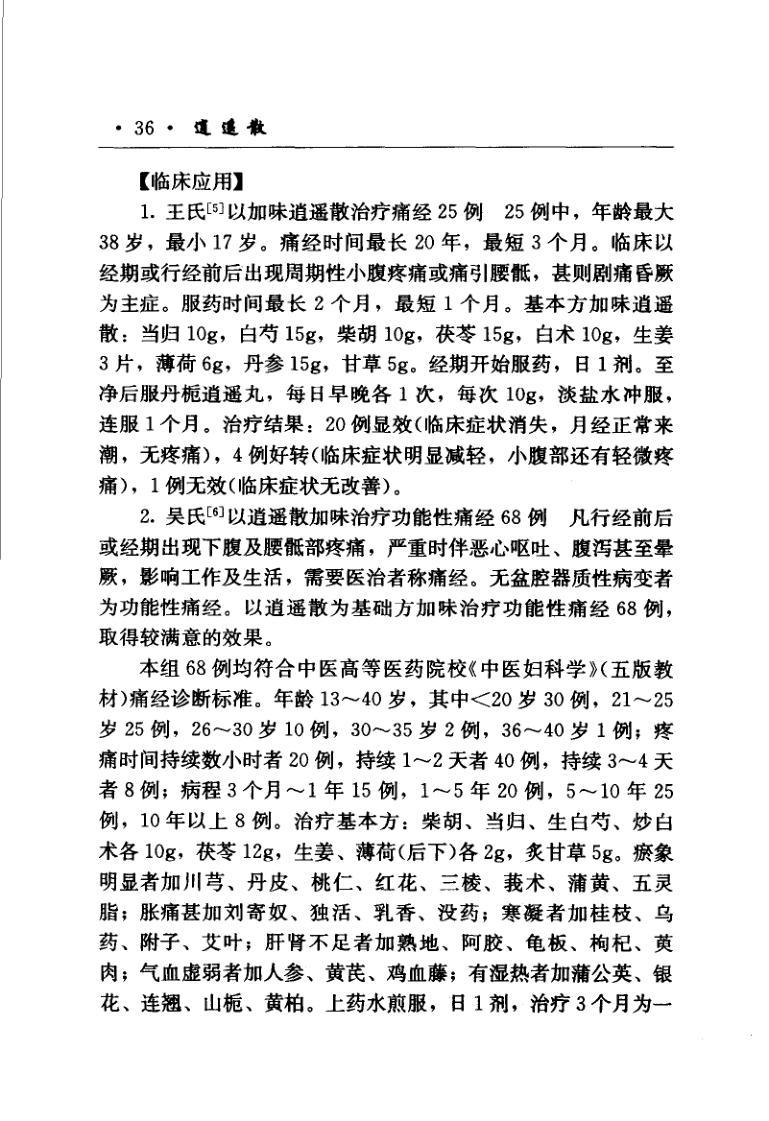 ·36· 逍遥散
【临床应用】
1. 王氏[5]以加味逍遥散治疗痛经 25 例 25 例中，年龄最大
38 岁，最小 17 岁。痛经时间最长 20 年，最短 3 个月。临床以
经期或行经前后出现周期性小腹疼痛或痛引腰骶，甚则剧痛昏厥
为主症。服药时间最长 2 个月，最短 1 个月。基本方加味逍遥
散：当归 10g，白芍 15g，柴胡 10g，茯苓 15g，白术 10g，生姜
3 片，薄荷 6g，丹参 15g，甘草 5g。经期开始服药，日 1 剂。至
净后服丹栀逍遥丸，每日早晚各 1 次，每次 10g，淡盐水冲服，
连服 1 个月。治疗结果：20 例显效(临床症状消失，月经正常来
潮，无疼痛)，4 例好转(临床症状明显减轻，小腹部还有轻微疼
痛)，1 例无效(临床症状无改善)。
2. 吴氏[6]以逍遥散加味治疗功能性痛经 68 例 凡行经前后
或经期出现下腹及腰骶部疼痛，严重时伴恶心呕吐、腹泻甚至晕
厥，影响工作及生活，需要医治者称痛经。无盆腔器质性病变者
为功能性痛经。以逍遥散为基础方加味治疗功能性痛经 68 例，
取得较满意的效果。
本组 68 例均符合中医高等医药院校《中医妇科学》(五版教
材)痛经诊断标准。年龄 13～40 岁，其中<20 岁 30 例，21～25
岁 25 例，26～30 岁 10 例，30～35 岁 2 例，36～40 岁 1 例；疼
痛时间持续数小时者 20 例，持续 1～2 天者 40 例，持续 3～4 天
者 8 例；病程 3 个月～1 年 15 例，1～5 年 20 例，5～10 年 25
例，10 年以上 8 例。治疗基本方：柴胡、当归、生白芍、炒白
术各 10g，茯苓 12g，生姜、薄荷(后下)各 2g，炙甘草 5g。瘀象
明显者加川芎、丹皮、桃仁、红花、三棱、莪术、蒲黄、五灵
脂；胀痛甚加刘寄奴、独活、乳香、没药；寒凝者加桂枝、乌
药、附子、艾叶；肝肾不足者加熟地、阿胶、龟板、枸杞、萸
肉；气血虚弱者加人参、黄芪、鸡血藤；有湿热者加蒲公英、银
花、连翘、山栀、黄柏。上药水煎服，日 1 剂，治疗 3 个月为一